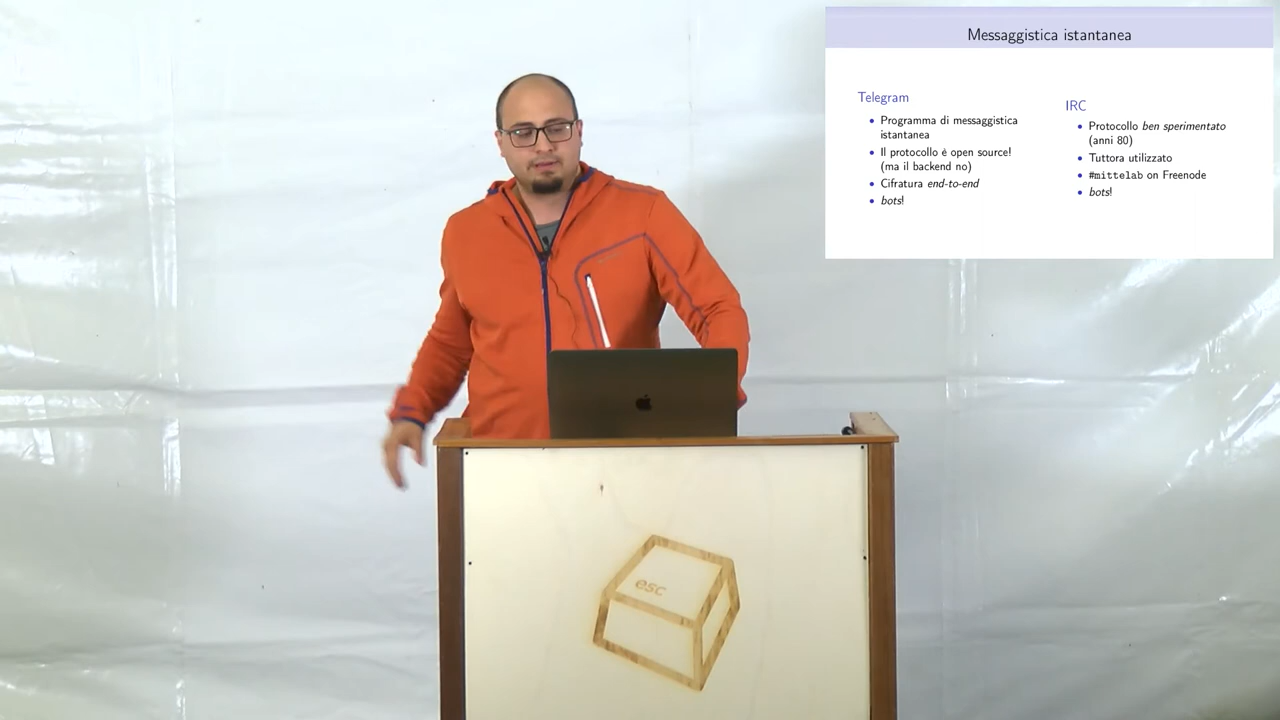 Messaggistica istantanea
Telegram
• Programma di messaggistica
istantanea
• Il protocollo è open source!
(ma il backend no)
• Cifratura end-to-end
• bots!
IRC
• Protocollo ben sperimentato
(anni 80)
• Tuttora utilizzato
• #mittelab on Freenode
• bots!
esc